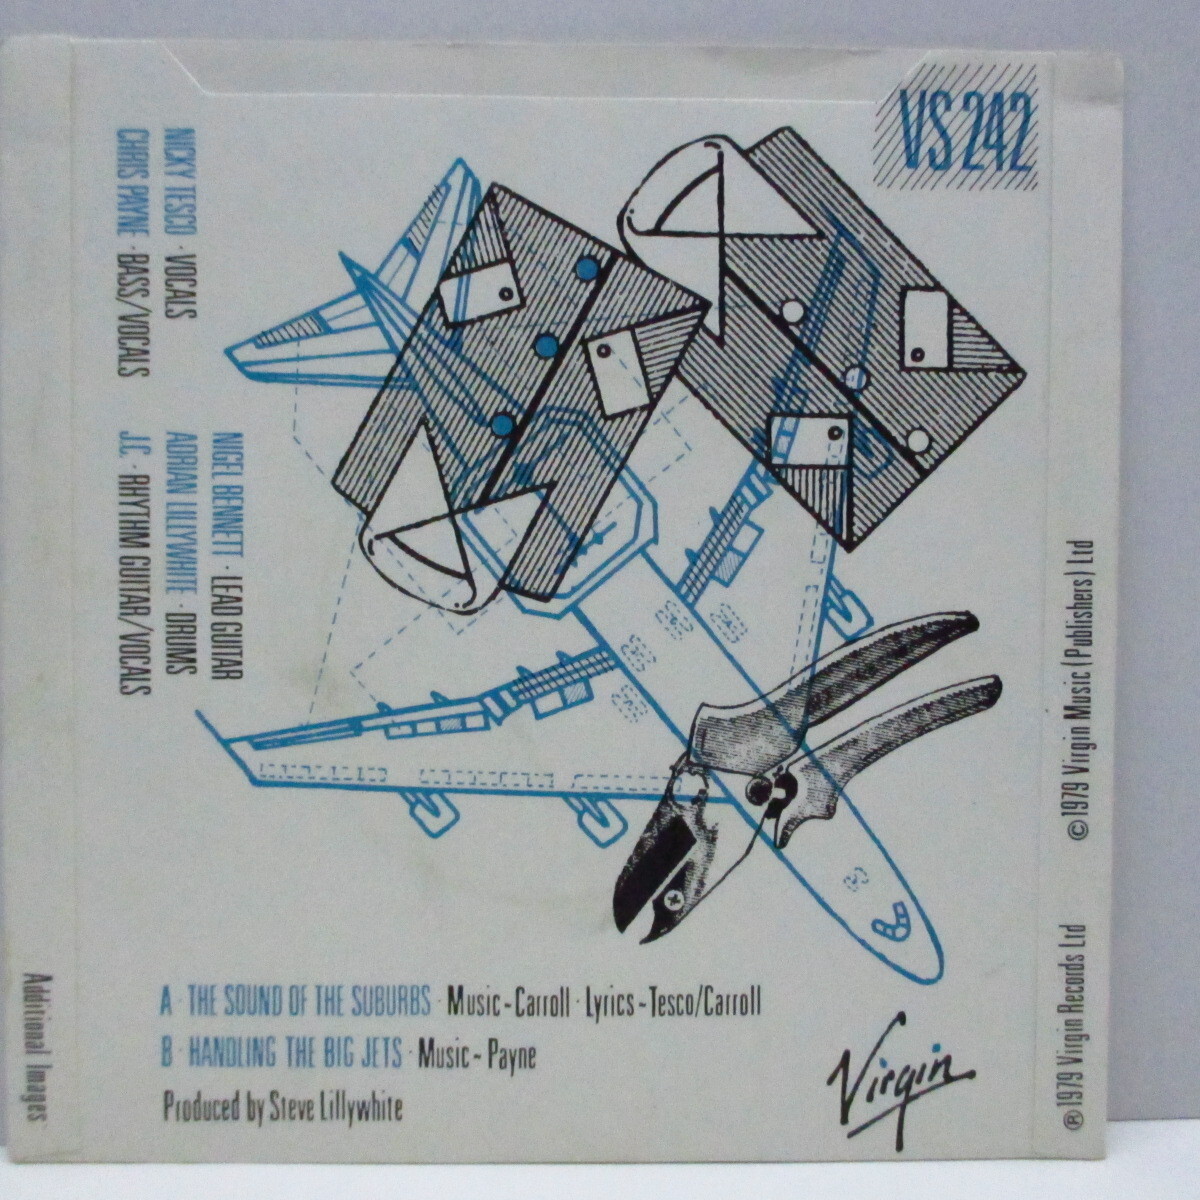 VS 242
NICKY TESCO · VOCALS
CHRIS PAYNE · BASS/VOCALS
NIGEL BENNETT · LEAD GUITAR
ADRIAN LILLYWHITE · DRUMS
J.C. · RHYTHM GUITAR/VOCALS
A · THE SOUND OF THE SUBURBS · Music~Carroll · Lyrics~Tesco/Carroll
B · HANDLING THE BIG JETS · Music~Payne
Produced by Steve Lillywhite
Virgin
Ⓟ1979 Virgin Records Ltd
©1979 Virgin Music (Publishers) Ltd
Additional Images